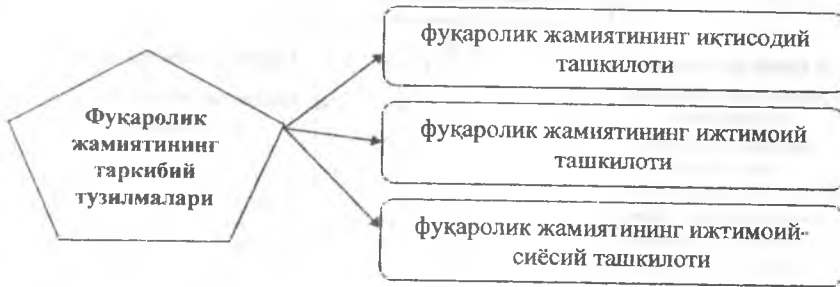 Фуқаролик
жамиятининг
таркибий
тузилмалари
фуқаролик жамиятининг иқтисодий
ташкилоти
фуқаролик жамиятининг ижтимоий
ташкилоти
фуқаролик жамиятининг ижтимоий-
сиёсий ташкилоти